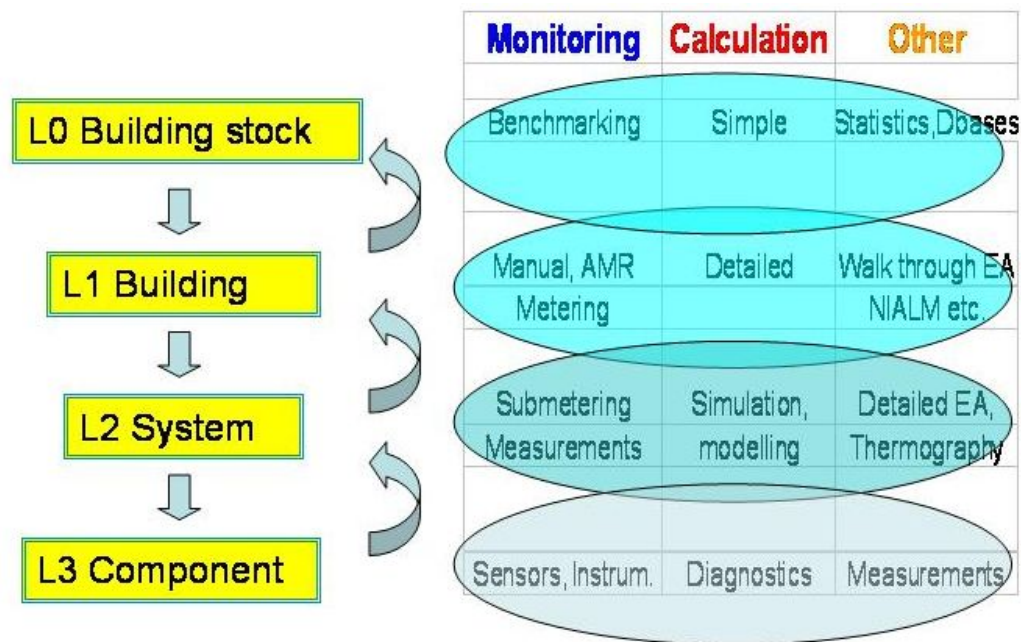 Monitoring Calculation Other
L0 Building stock
Benchmarking Simple Statistics,Dbases
L1 Building
Manual, AMR Detailed Walk through EA
Metering NIALM etc.
L2 System
Submetering Simulation, Detailed EA,
Measurements modelling Thermography
L3 Component
Sensors, Instrum. Diagnostics Measurements